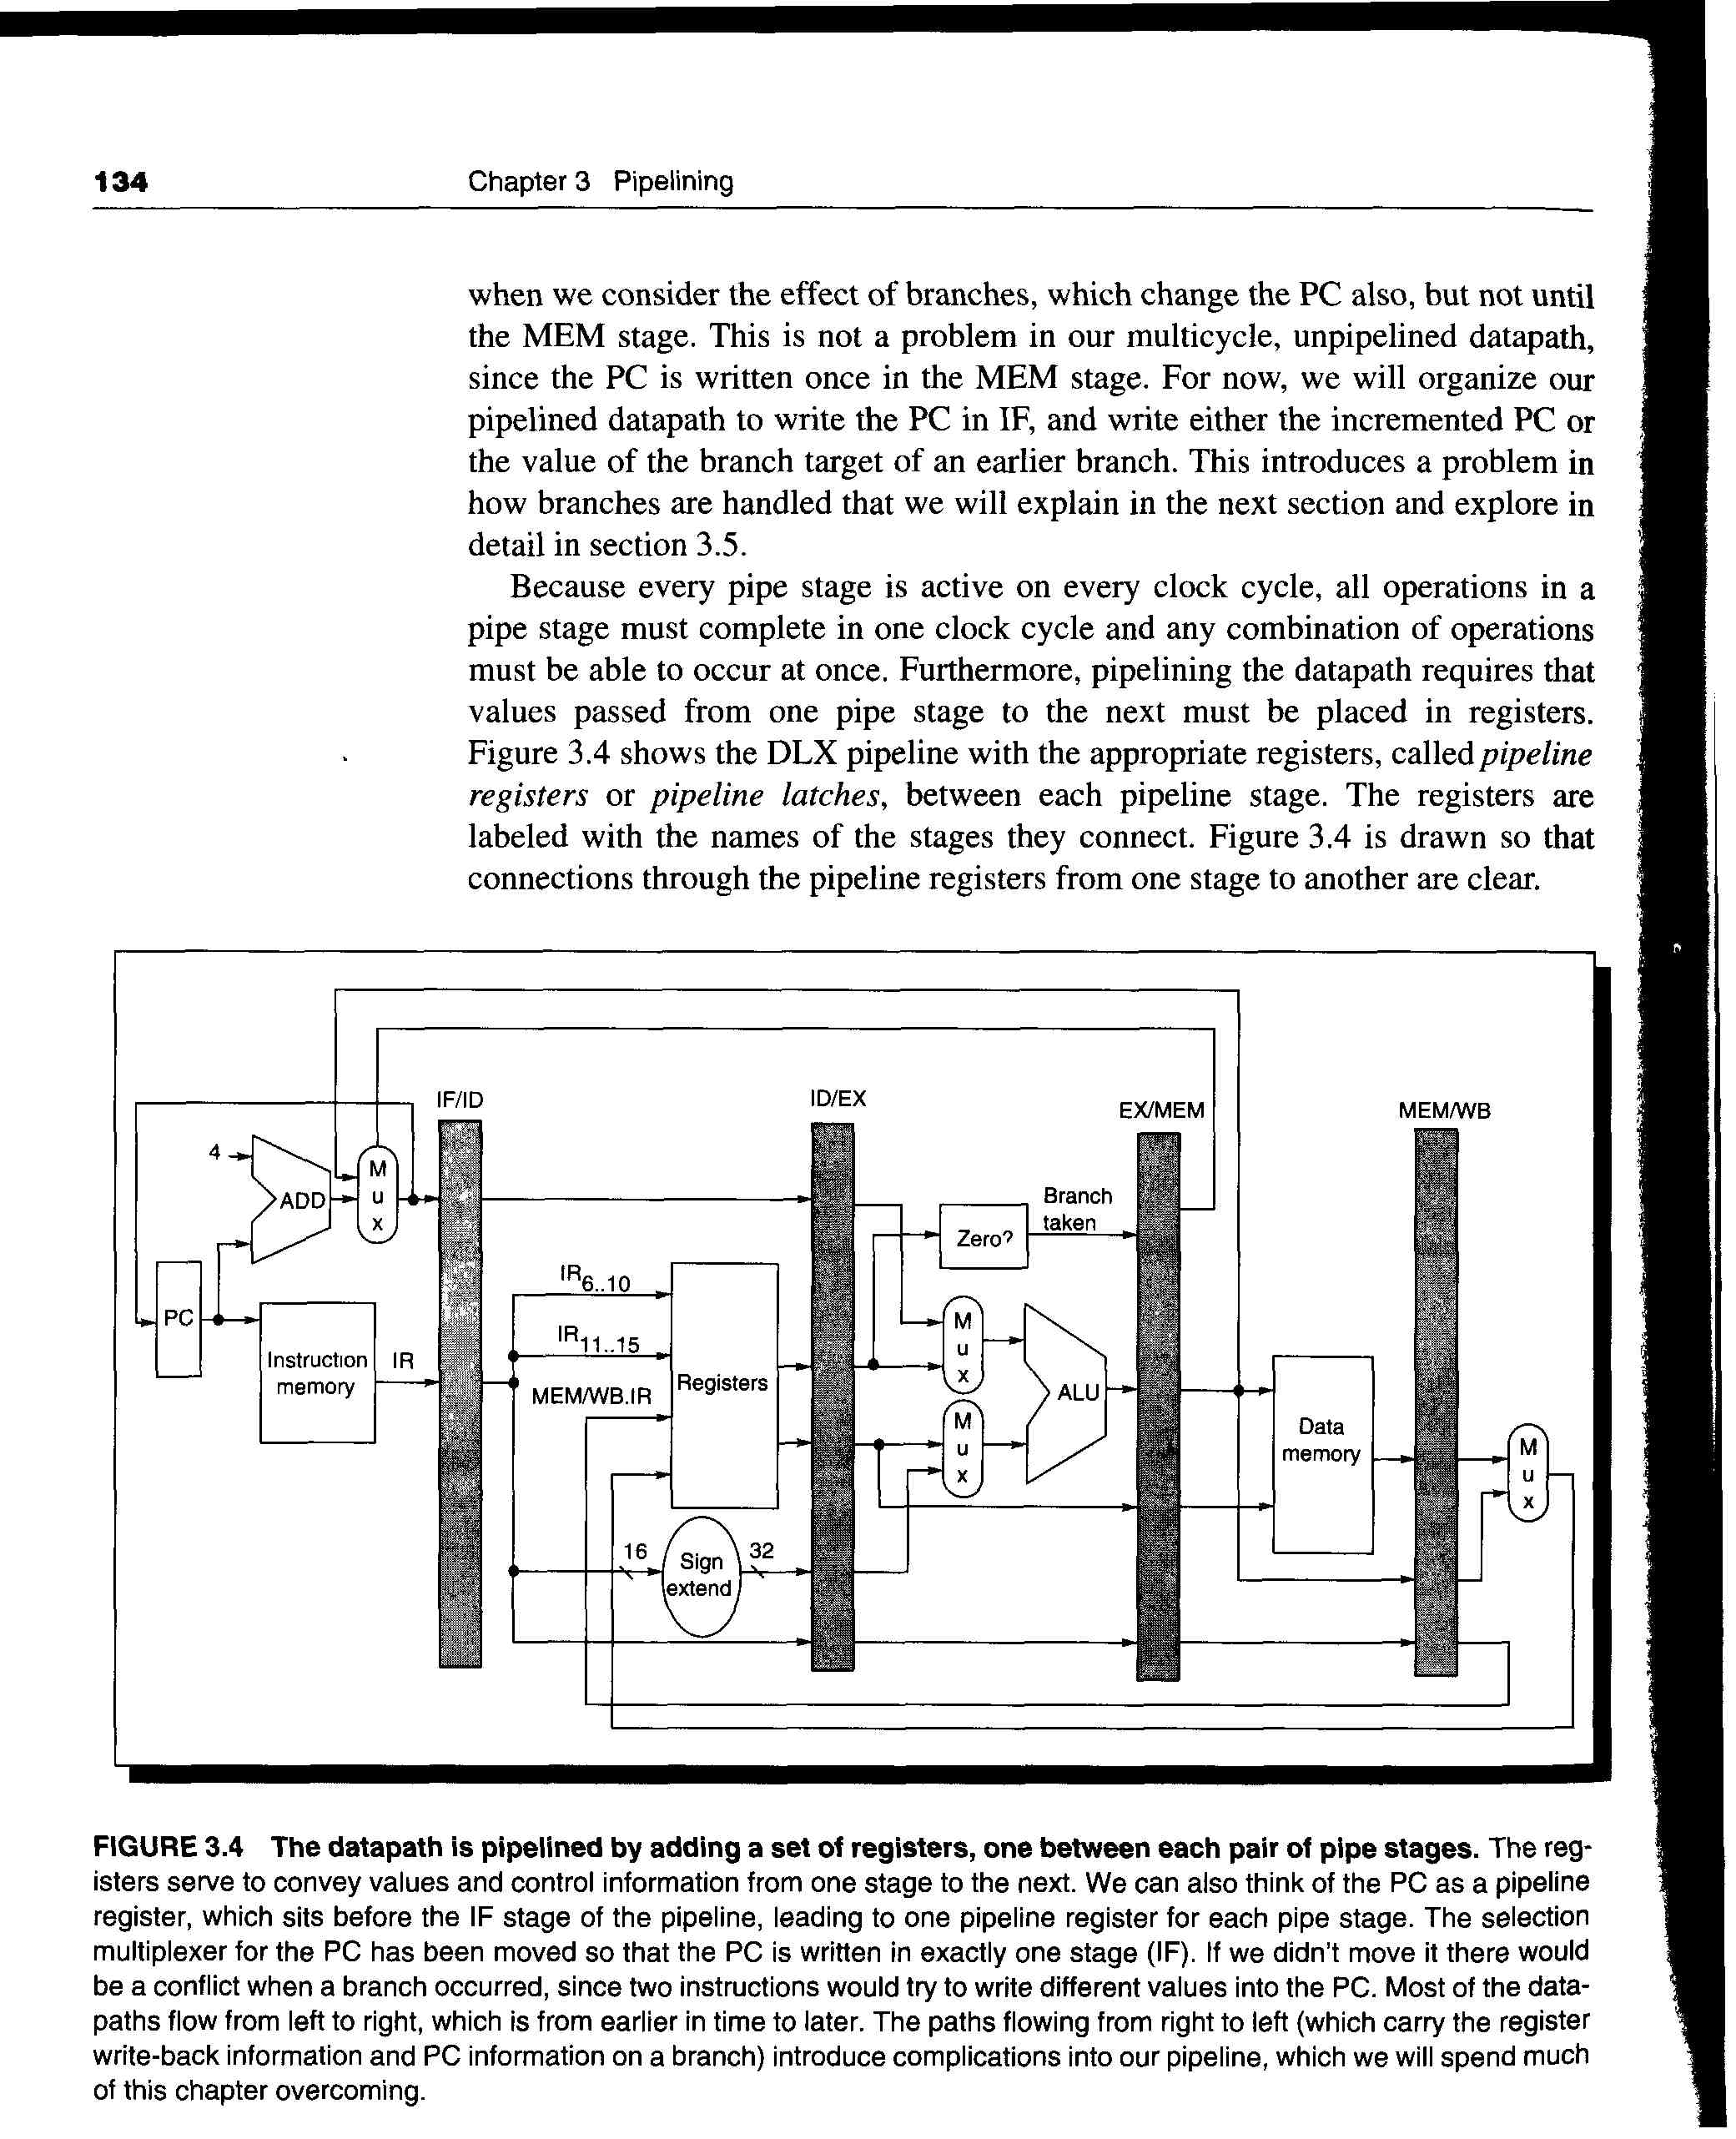 134
Chapter 3 Pipelining
when we consider the effect of branches, which change the PC also, but not until
the MEM stage. This is not a problem in our multicycle, unpipelined datapath,
since the PC is written once in the MEM stage. For now, we will organize our
pipelined datapath to write the PC in IF, and write either the incremented PC or
the value of the branch target of an earlier branch. This introduces a problem in
how branches are handled that we will explain in the next section and explore in
detail in section 3.5.
Because every pipe stage is active on every clock cycle, all operations in a
pipe stage must complete in one clock cycle and any combination of operations
must be able to occur at once. Furthermore, pipelining the datapath requires that
values passed from one pipe stage to the next must be placed in registers.
Figure 3.4 shows the DLX pipeline with the appropriate registers, called pipeline
registers or pipeline latches, between each pipeline stage. The registers are
labeled with the names of the stages they connect. Figure 3.4 is drawn so that
connections through the pipeline registers from one stage to another are clear.
IF/ID
ID/EX
EX/MEM
MEM/WB
4
ADD
M
u
x
Branch
taken
Zero?
PC
Instruction
memory
IR
IR6..10
IR11..15
MEM/WB.IR
Registers
M
u
x
M
u
x
ALU
Data
memory
M
u
x
16
Sign
extend
32
FIGURE 3.4 The datapath is pipelined by adding a set of registers, one between each pair of pipe stages. The reg-
isters serve to convey values and control information from one stage to the next. We can also think of the PC as a pipeline
register, which sits before the IF stage of the pipeline, leading to one pipeline register for each pipe stage. The selection
multiplexer for the PC has been moved so that the PC is written in exactly one stage (IF). If we didn't move it there would
be a conflict when a branch occurred, since two instructions would try to write different values into the PC. Most of the data-
paths flow from left to right, which is from earlier in time to later. The paths flowing from right to left (which carry the register
write-back information and PC information on a branch) introduce complications into our pipeline, which we will spend much
of this chapter overcoming.